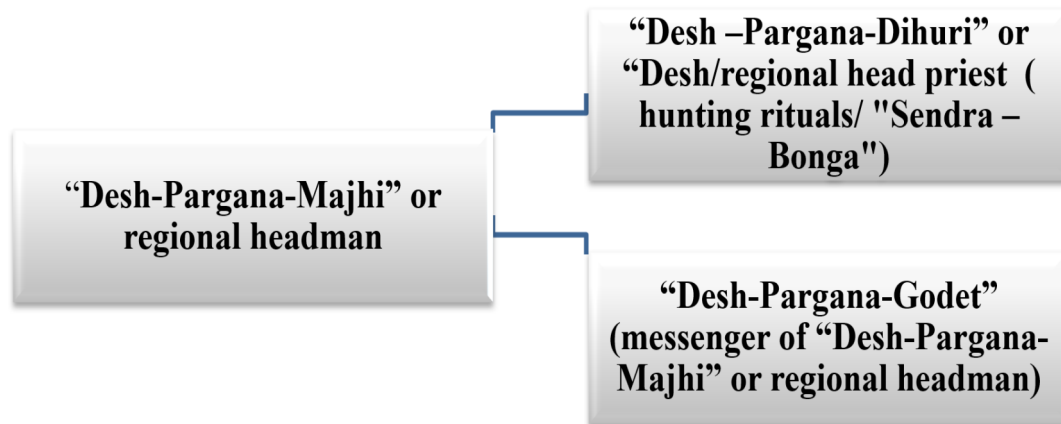 “Desh-Pargana-Majhi” or
regional headman
“Desh –Pargana-Dihuri” or
“Desh/regional head priest (
hunting rituals/ "Sendra –
Bonga")
“Desh-Pargana-Godet”
(messenger of “Desh-Pargana-
Majhi” or regional headman)